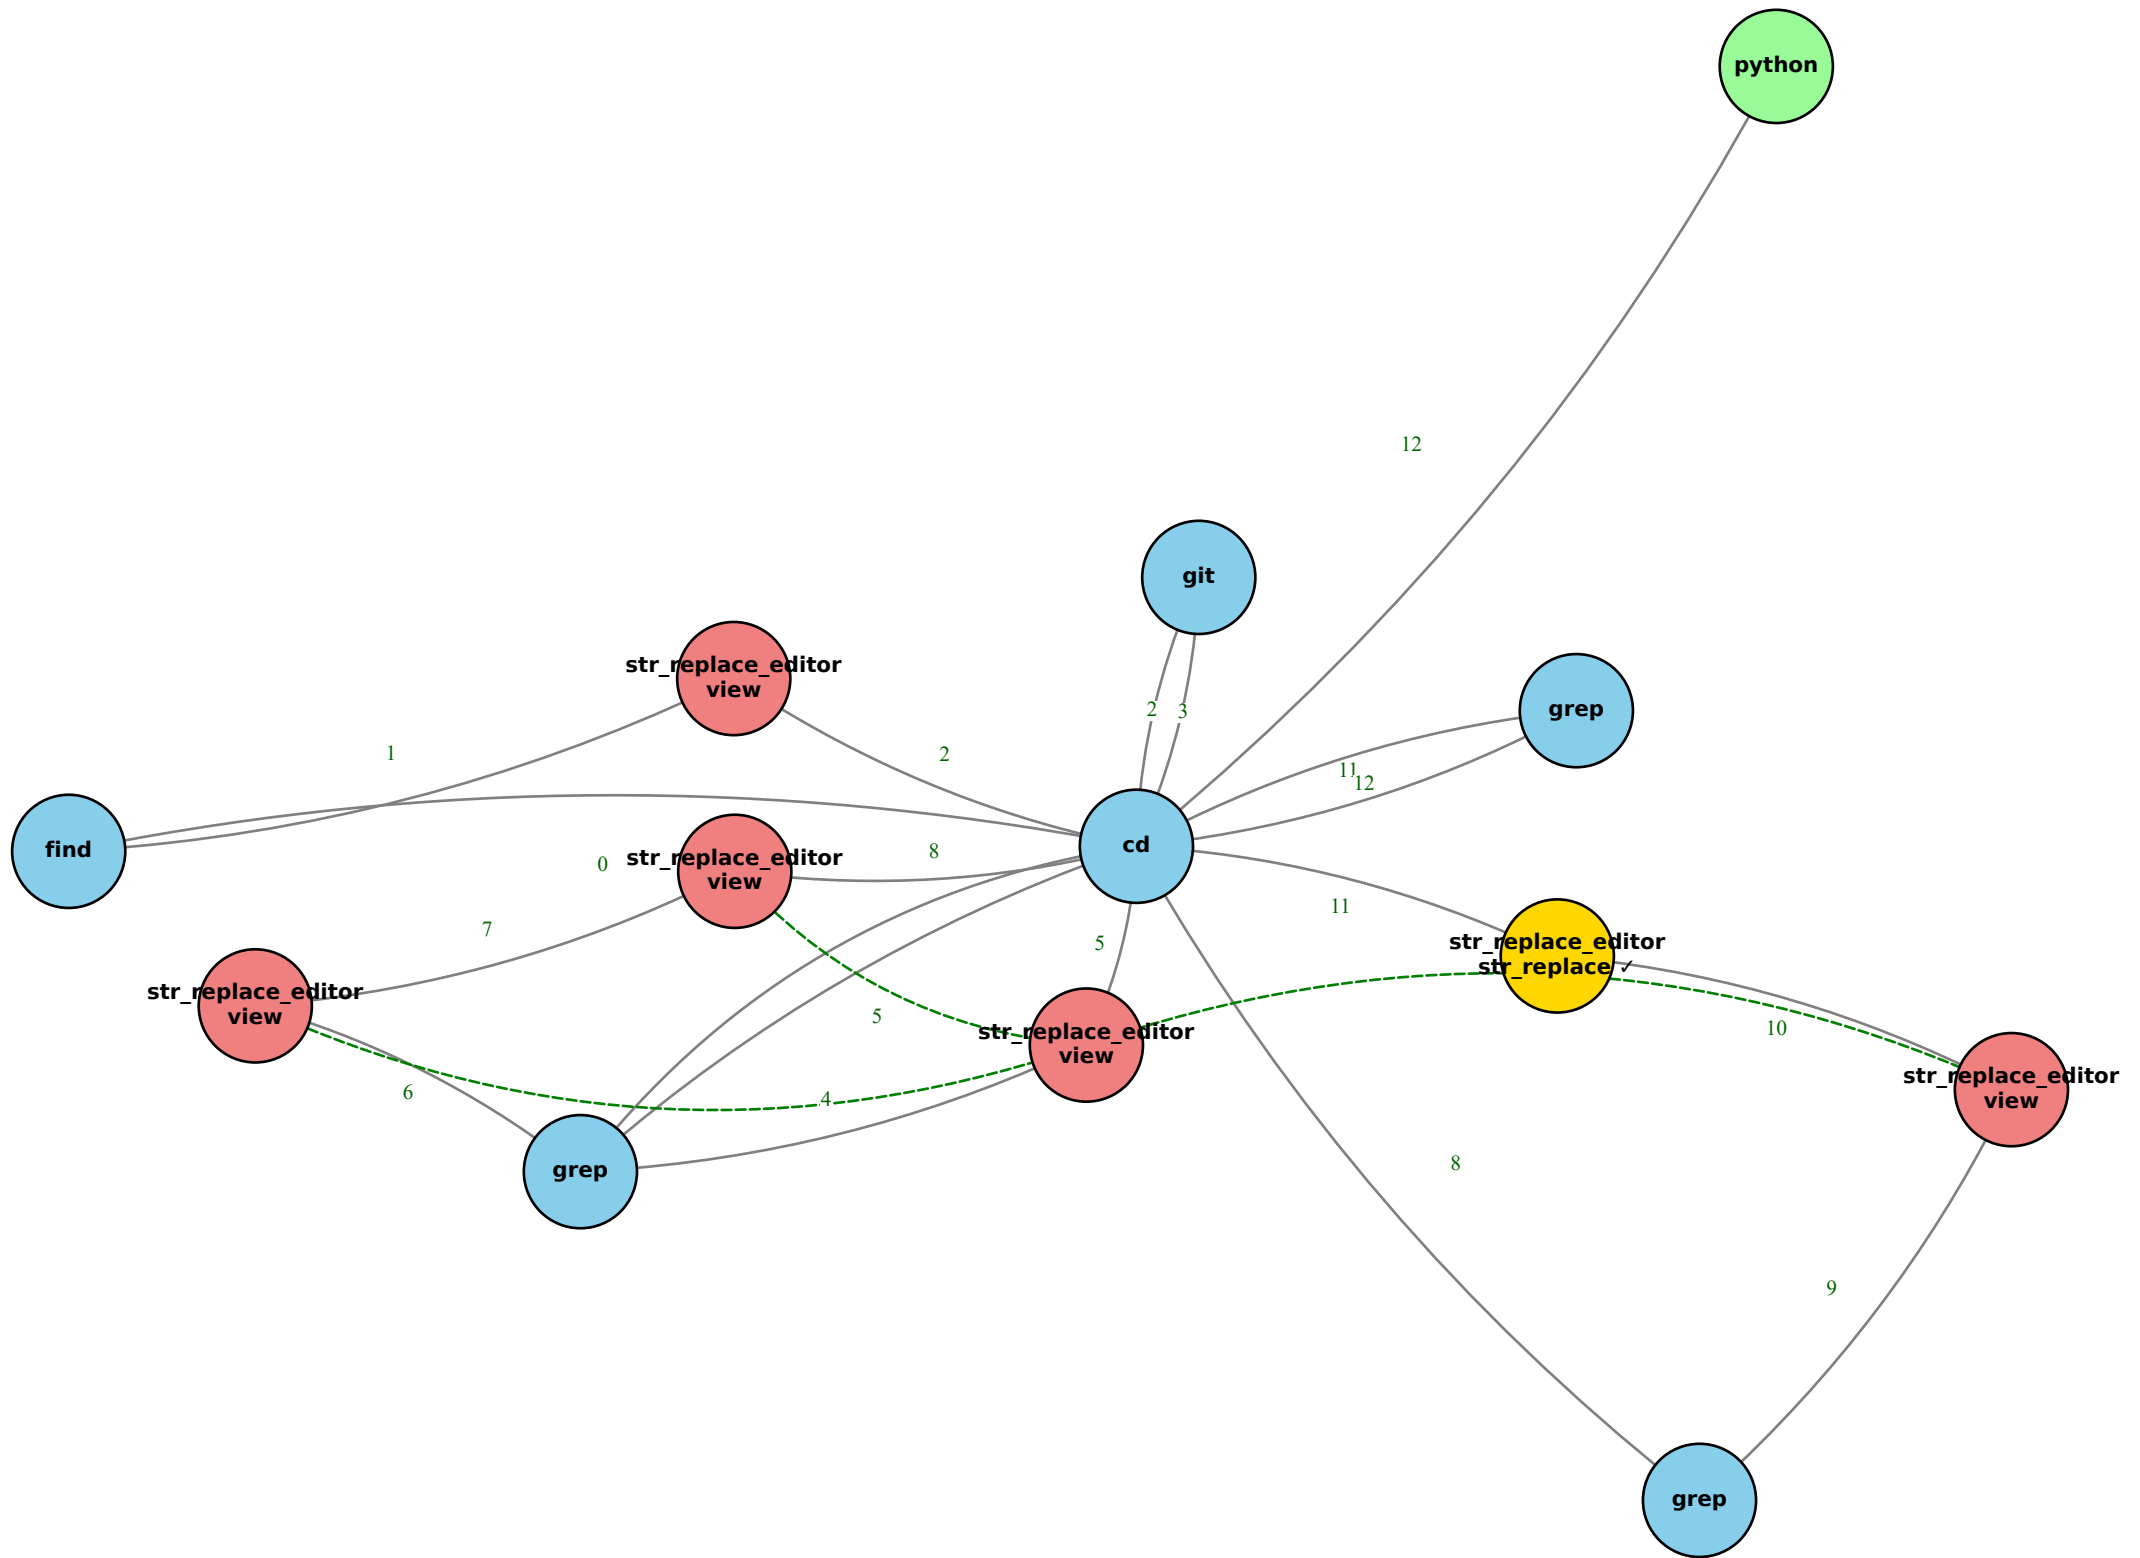 python
12
git
str_replace_editor
view
2
3
grep
1
2
11
12
find
cd
0
str_replace_editor
view
8
11
7
5
str_replace_editor
str_replace ✓
str_replace_editor
view
5
str_replace_editor
view
10
6
4
str_replace_editor
view
grep
8
9
grep